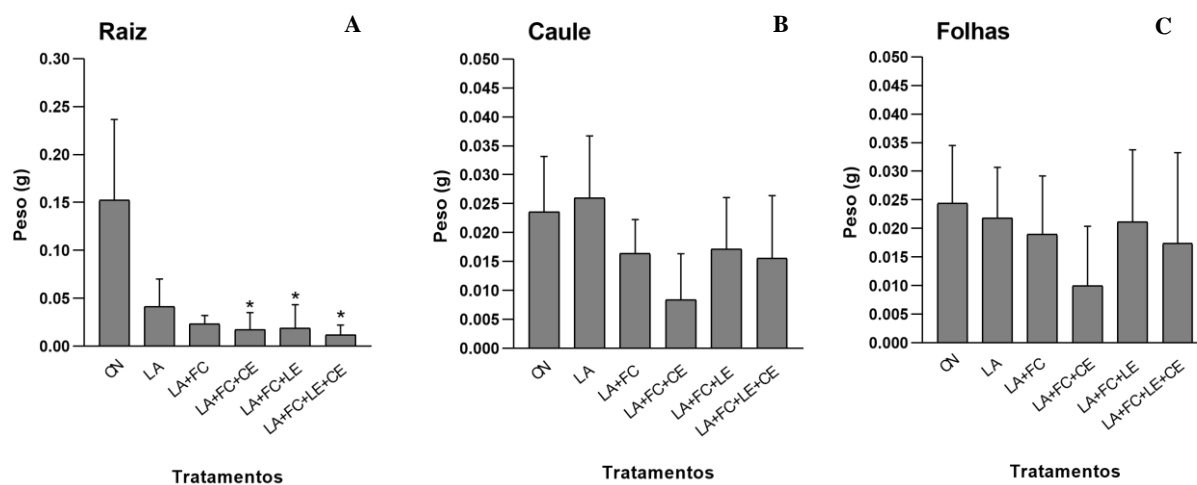 Raiz
A
Peso (g)
0.30
0.25
0.20
0.15
0.10
0.05
0.00
*
*
*
CN
LA
LA+FC
LA+FC+CE
LA+FC+LE
LA+FC+LE+CE
Tratamentos
Caule
B
Peso (g)
0.050
0.045
0.040
0.035
0.030
0.025
0.020
0.015
0.010
0.005
0.000
CN
LA
LA+FC
LA+FC+CE
LA+FC+LE
LA+FC+LE+CE
Tratamentos
Folhas
C
Peso (g)
0.050
0.045
0.040
0.035
0.030
0.025
0.020
0.015
0.010
0.005
0.000
CN
LA
LA+FC
LA+FC+CE
LA+FC+LE
LA+FC+LE+CE
Tratamentos